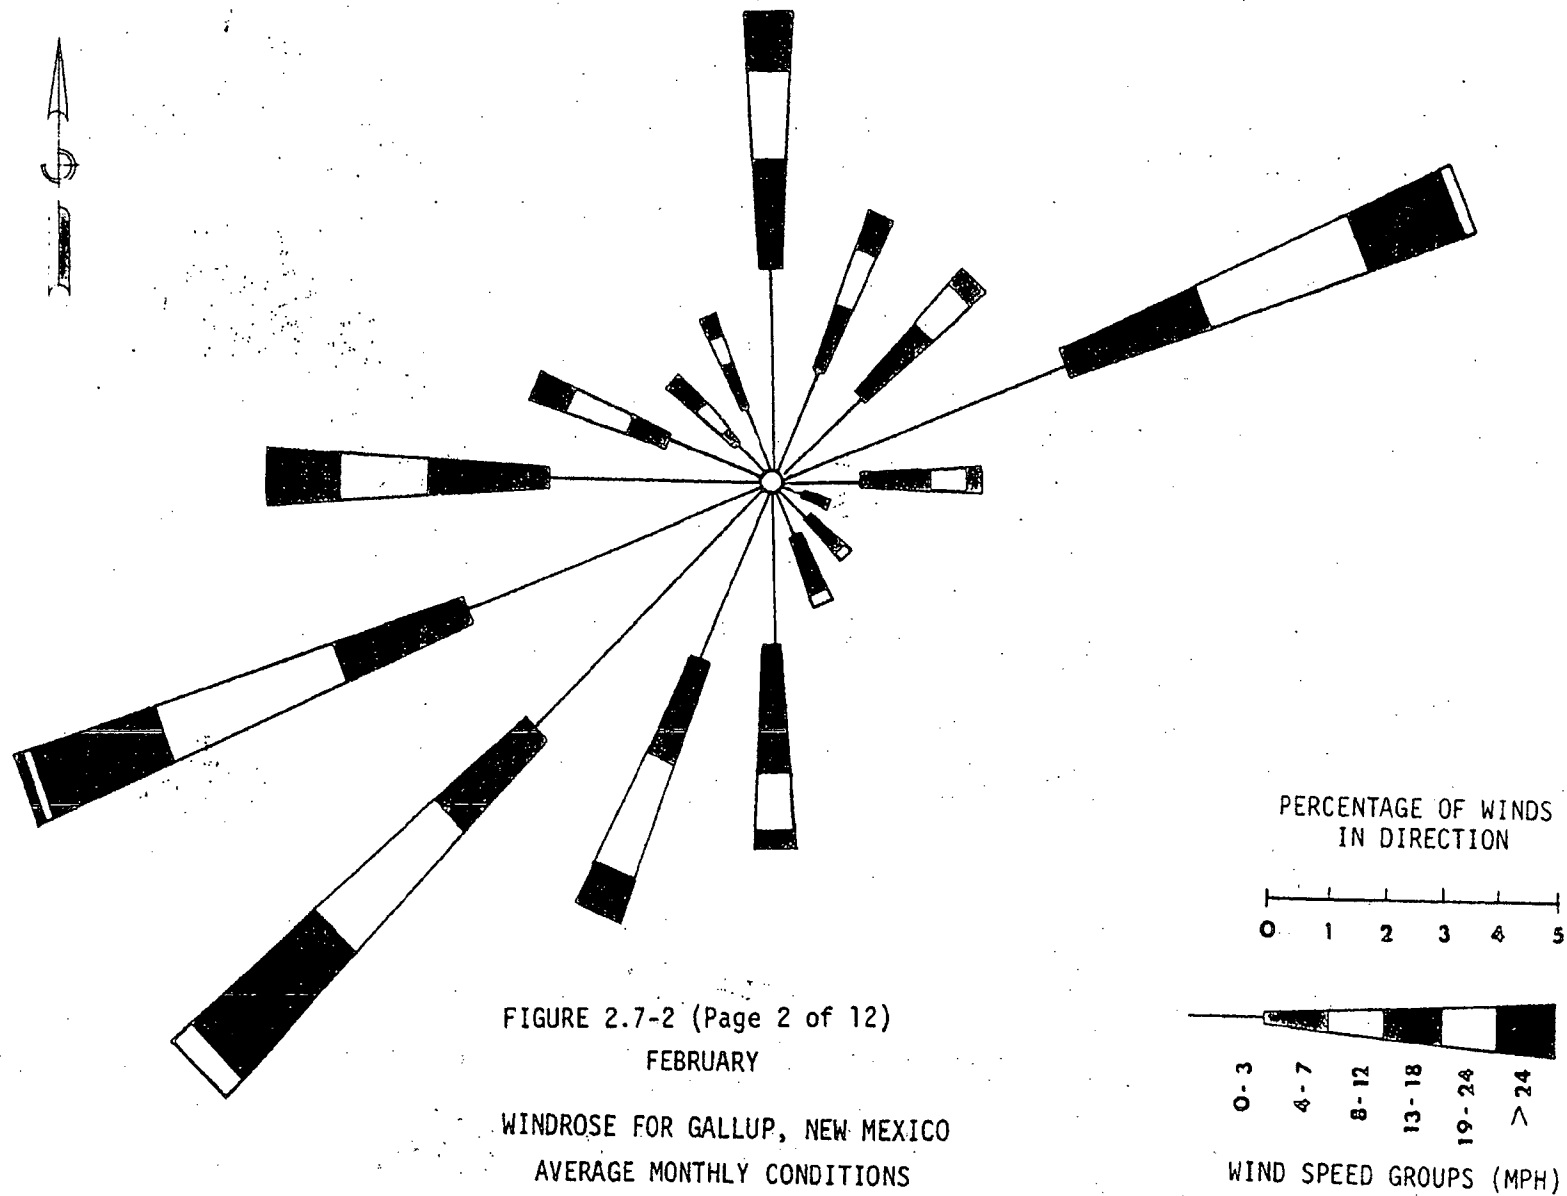 PERCENTAGE OF WINDS
IN DIRECTION
0 1 2 3 4 5
FIGURE 2.7-2 (Page 2 of 12)
FEBRUARY
WINDROSE FOR GALLUP, NEW MEXICO
AVERAGE MONTHLY CONDITIONS
0-3
4-7
8-12
13-18
19-24
>24
WIND SPEED GROUPS (MPH)